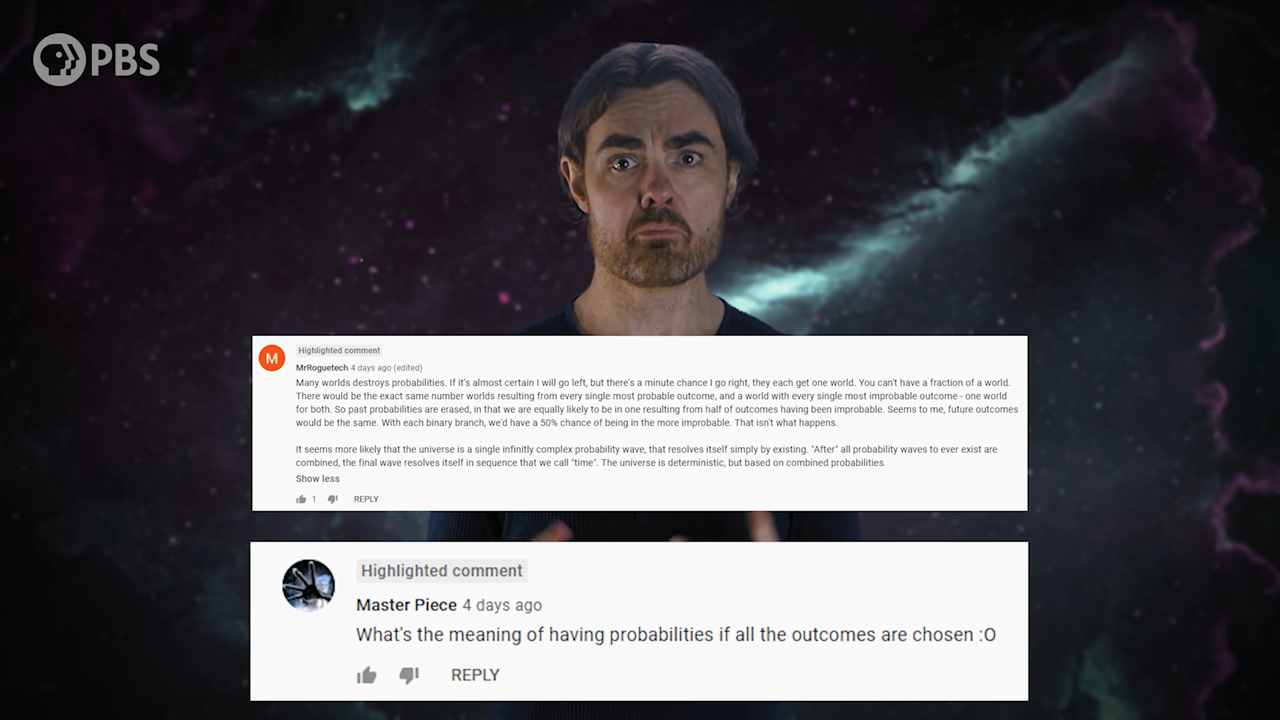 PBS
M
Highlighted comment
MrRoguetech 4 days ago (edited)
Many worlds destroys probabilities. If it's almost certain I will go left, but there's a minute chance I go right, they each get one world. You can't have a fraction of a world.
There would be the exact same number worlds resulting from every single most probable outcome, and a world with every single most improbable outcome - one world
for both. So past probabilities are erased, in that we are equally likely to be in one resulting from half of outcomes having been improbable. Seems to me, future outcomes
would be the same. With each binary branch, we'd have a 50% chance of being in the more improbable. That isn't what happens.
It seems more likely that the universe is a single infinitly complex probability wave, that resolves itself simply by existing. "After" all probability waves to ever exist are
combined, the final wave resolves itself in sequence that we call "time". The universe is deterministic, but based on combined probabilities.
Show less
1 REPLY
Highlighted comment
Master Piece 4 days ago
What's the meaning of having probabilities if all the outcomes are chosen :O
REPLY